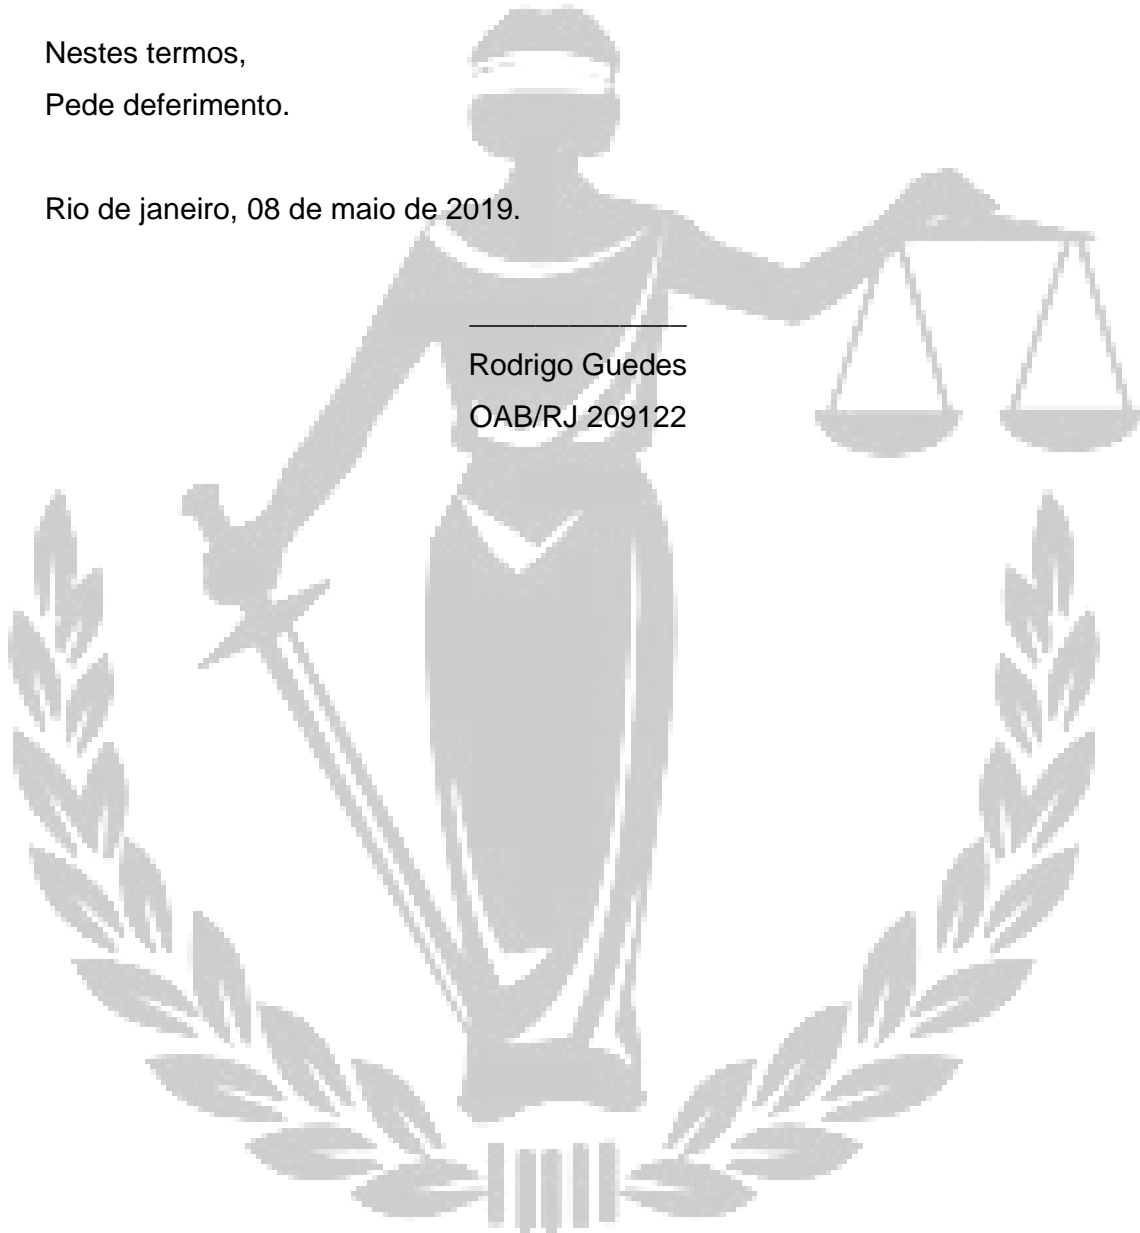 Nestes termos,
Pede deferimento.
Rio de janeiro, 08 de maio de 2019.
_____________
Rodrigo Guedes
OAB/RJ 209122